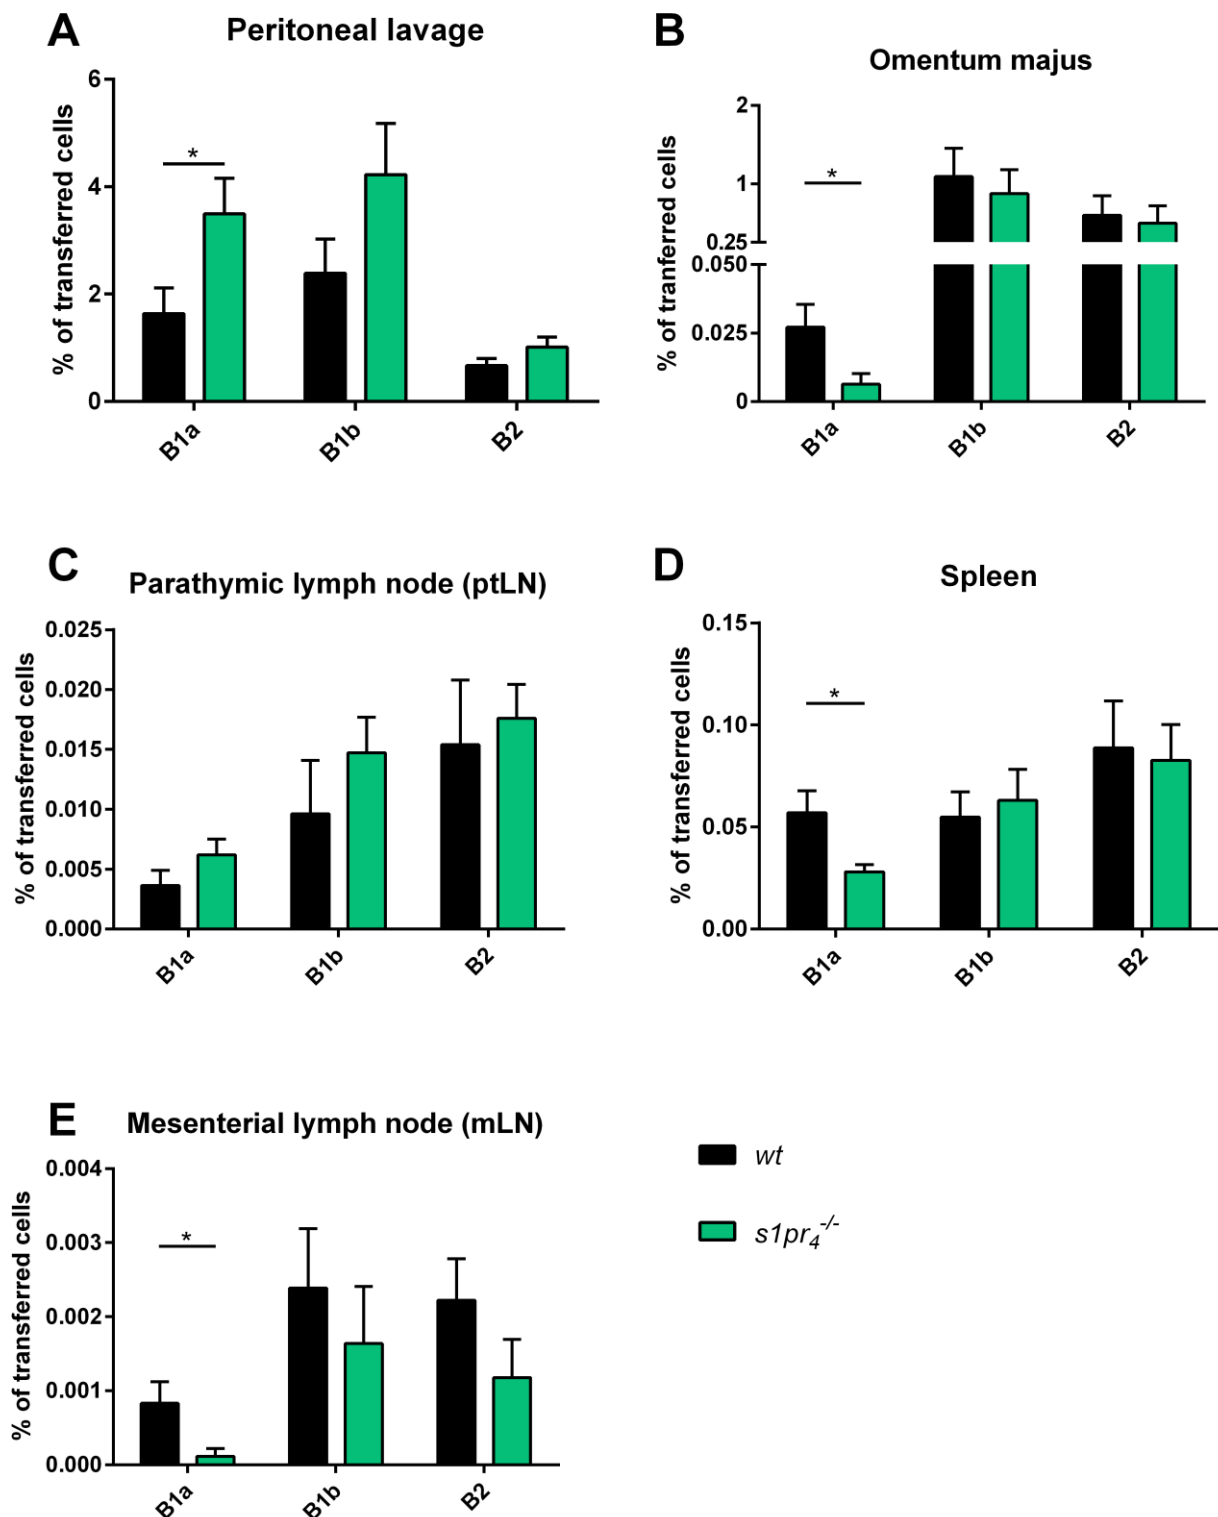 A
Peritoneal lavage
% of transferred cells
6
4
2
0
*
B1a
B1b
B2
B
Omentum majus
% of tranferred cells
2
1
0.25
0.050
0.025
0
*
B1a
B1b
B2
C
Parathymic lymph node (ptLN)
% of transferred cells
0.025
0.020
0.015
0.010
0.005
0.000
B1a
B1b
B2
D
Spleen
% of transferred cells
0.15
0.10
0.05
0.00
*
B1a
B1b
B2
E
Mesenterial lymph node (mLN)
% of transferred cells
0.004
0.003
0.002
0.001
0.000
*
B1a
B1b
B2
wt
s1pr4-/-